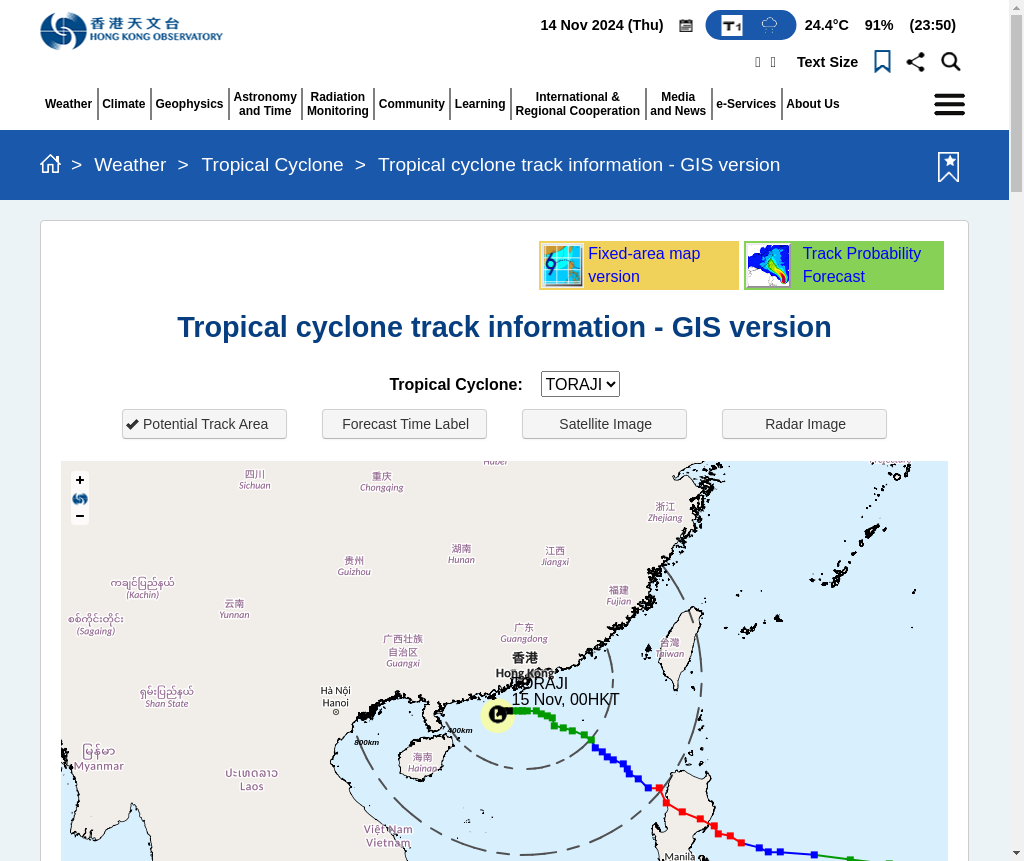 香港天文台
HONG KONG OBSERVATORY
14 Nov 2024 (Thu)
T1
24.4°C 91% (23:50)
Text Size
Weather
Climate
Geophysics
Astronomy
and Time
Radiation
Monitoring
Community
Learning
International &
Regional Cooperation
Media
and News
e-Services
About Us
> Weather > Tropical Cyclone > Tropical cyclone track information - GIS version
Fixed-area map
version
Track Probability
Forecast
Tropical cyclone track information - GIS version
Tropical Cyclone: TORAJI
Potential Track Area
Forecast Time Label
Satellite Image
Radar Image
+
−
Hubei
四川
Sichuan
重庆
Chongqing
浙江
Zhejiang
湖南
Hunan
江西
Jiangxi
贵州
Guizhou
ကချင်ပြည်နယ်
(Kachin)
云南
Yunnan
福建
Fujian
စစ်ကိုင်းတိုင်း
(Sagaing)
广东
Guangdong
广西壮族
自治区
Guangxi
台灣
Taiwan
香港
Hong Kong
TORAJI
15 Nov, 00HKT
ရှမ်းပြည်နယ်
Shan State
Hà Nội
Hanoi
400km
800km
မြန်မာ
Myanmar
海南
Hainan
ປະເທດລາວ
Laos
Việt Nam
Vietnam
Manila